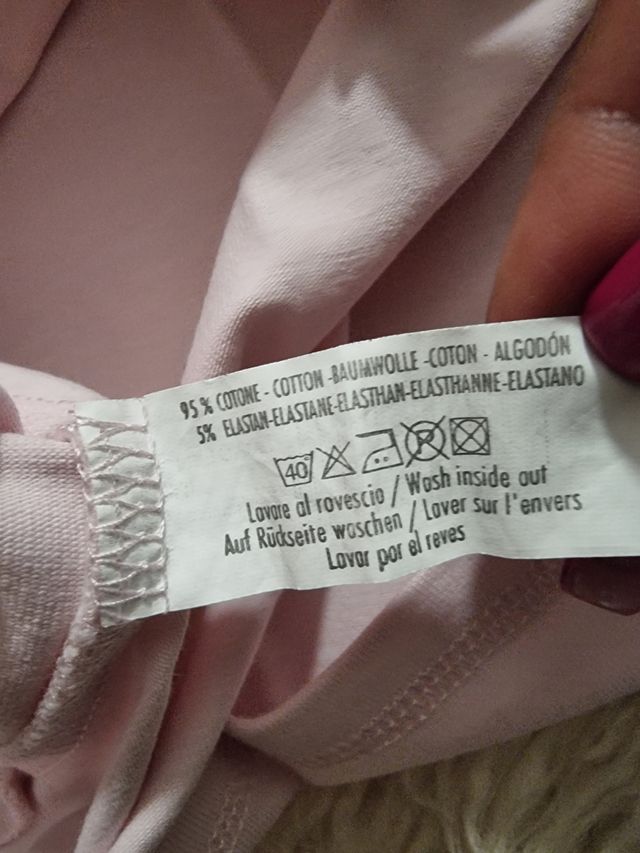 95% COTONE - COTTON -BAUMWOLLE -COTON - ALGODÓN
5% ELASTAN-ELASTANE-ELASTHAN-ELASTHANNE-ELASTANO
40 P
Lavare al rovescio / Wash inside out
Auf Rückseite waschen / Laver sur l'envers
Lavar por el reves